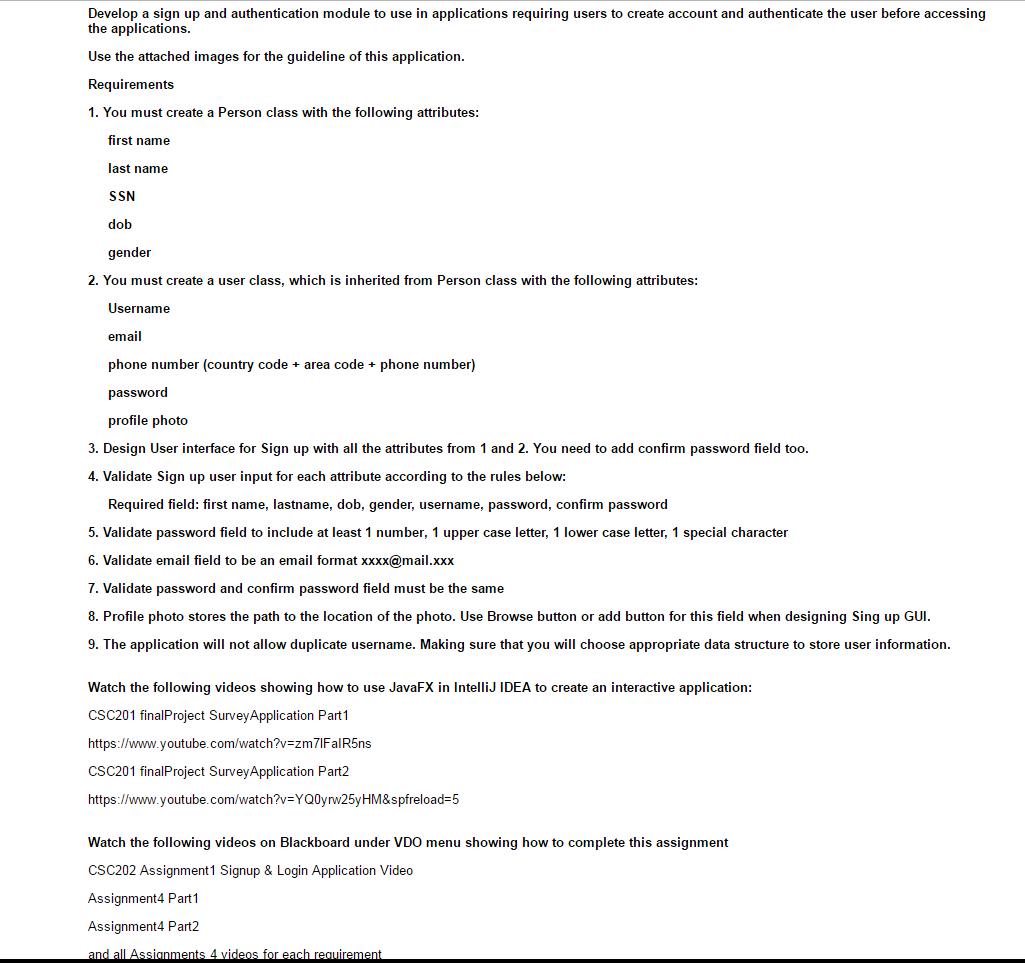 Develop a sign up and authentication module to use in applications requiring users to create account and authenticate the user before accessing
the applications.
Use the attached images for the guideline of this application.
Requirements
1. You must create a Person class with the following attributes:
first name
last name
SSN
dob
gender
2. You must create a user class, which is inherited from Person class with the following attributes:
Username
email
phone number (country code + area code + phone number)
password
profile photo
3. Design User interface for Sign up with all the attributes from 1 and 2. You need to add confirm password field too.
4. Validate Sign up user input for each attribute according to the rules below:
Required field: first name, lastname, dob, gender, username, password, confirm password
5. Validate password field to include at least 1 number, 1 upper case letter, 1 lower case letter, 1 special character
6. Validate email field to be an email format xxxx@mail.xxx
7. Validate password and confirm password field must be the same
8. Profile photo stores the path to the location of the photo. Use Browse button or add button for this field when designing Sing up GUI.
9. The application will not allow duplicate username. Making sure that you will choose appropriate data structure to store user information.
Watch the following videos showing how to use JavaFX in IntelliJ IDEA to create an interactive application:
CSC201 finalProject SurveyApplication Part1
https://www.youtube.com/watch?v=zm7lFaIR5ns
CSC201 finalProject SurveyApplication Part2
https://www.youtube.com/watch?v=YQ0yrw25yHM&spfreload=5
Watch the following videos on Blackboard under VDO menu showing how to complete this assignment
CSC202 Assignment1 Signup & Login Application Video
Assignment4 Part1
Assignment4 Part2
and all Assignments 4 videos for each requirement